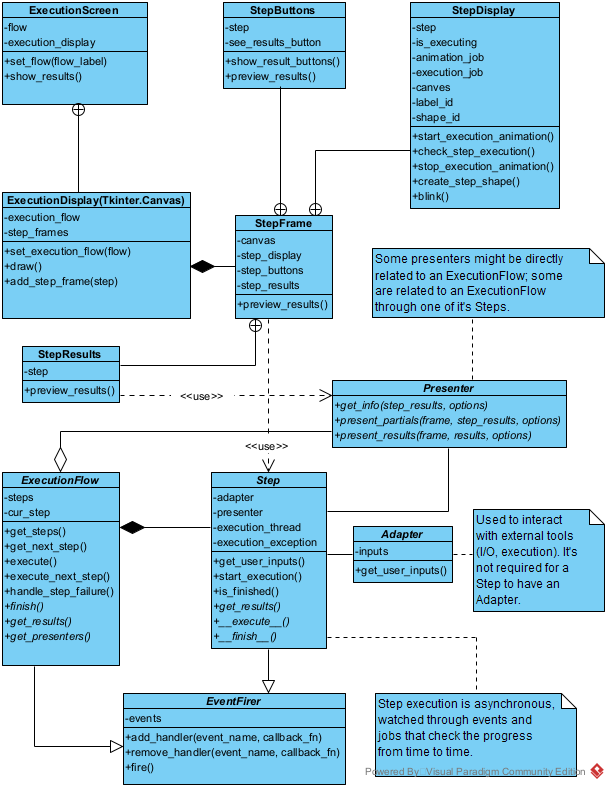 ExecutionScreen
-flow
-execution_display
+set_flow(flow_label)
+show_results()
StepButtons
-step
-see_results_button
+show_result_buttons()
+preview_results()
StepDisplay
-step
-is_executing
-animation_job
-execution_job
-canves
-label_id
-shape_id
+start_execution_animation()
+check_step_execution()
+stop_execution_animation()
+create_step_shape()
+blink()
ExecutionDisplay(Tkinter.Canvas)
-execution_flow
-step_frames
+set_execution_flow(flow)
+draw()
+add_step_frame(step)
StepFrame
-canvas
-step_display
-step_buttons
-step_results
+preview_results()
Some presenters might be directly
related to an ExecutionFlow; some
are related to an ExecutionFlow
through one of it's Steps.
StepResults
-step
+preview_results()
<<use>>
Presenter
+get_info(step_results, options)
+present_partials(frame, step_results, options)
+present_results(frame, results, options)
<<use>>
ExecutionFlow
-steps
-cur_step
+get_steps()
+get_next_step()
+execute()
+execute_next_step()
+handle_step_failure()
+finish()
+get_results()
+get_presenters()
Step
-adapter
-presenter
-execution_thread
-execution_exception
+get_user_inputs()
+start_execution()
+is_finished()
+get_results()
+__execute__()
+__finish__()
Adapter
-inputs
+get_user_inputs()
Used to interact
with external tools
(I/O, execution). It's
not required for a
Step to have an
Adapter.
EventFirer
-events
+add_handler(event_name, callback_fn)
+remove_handler(event_name, callback_fn)
+fire()
Step execution is asynchronous,
watched through events and
jobs that check the progress
from time to time.
Powered By Visual Paradigm Community Edition